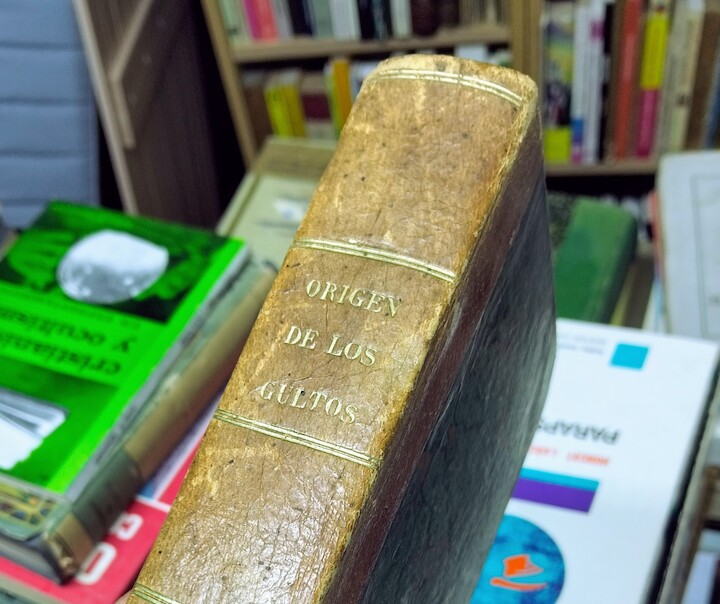 ORIGEN
DE LOS
CULTOS
cristianismo
y ocultismo
PARAPS